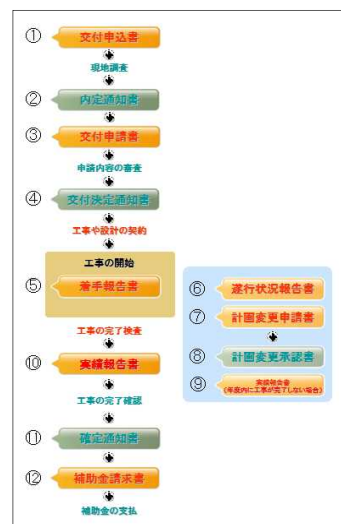 ① 交付申込書
現地調査
② 内定通知書
③ 交付申請書
申請内容の審査
④ 交付決定通知書
工事や設計の契約
工事の開始
⑤ 着手報告書
工事の完了検査
⑩ 実績報告書
工事の完了確認
⑪ 確定通知書
⑫ 補助金請求書
補助金の支払
⑥ 遂行状況報告書
⑦ 計画変更申請書
⑧ 計画変更承認書
⑨ 実績報告書
(年度内に工事が完了しない場合)